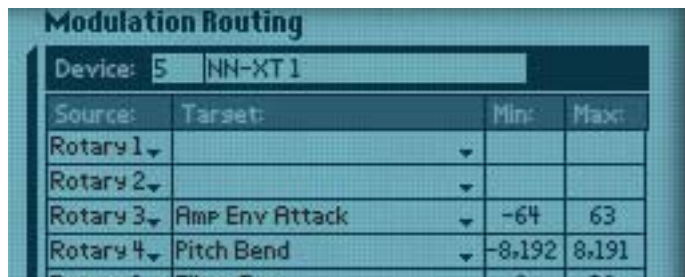 Modulation Routing
Device: 5 NN-XT 1
Source: Target: Min: Max:
Rotary 1
Rotary 2
Rotary 3 Amp Env Attack -64 63
Rotary 4 Pitch Bend -8,192 8,191